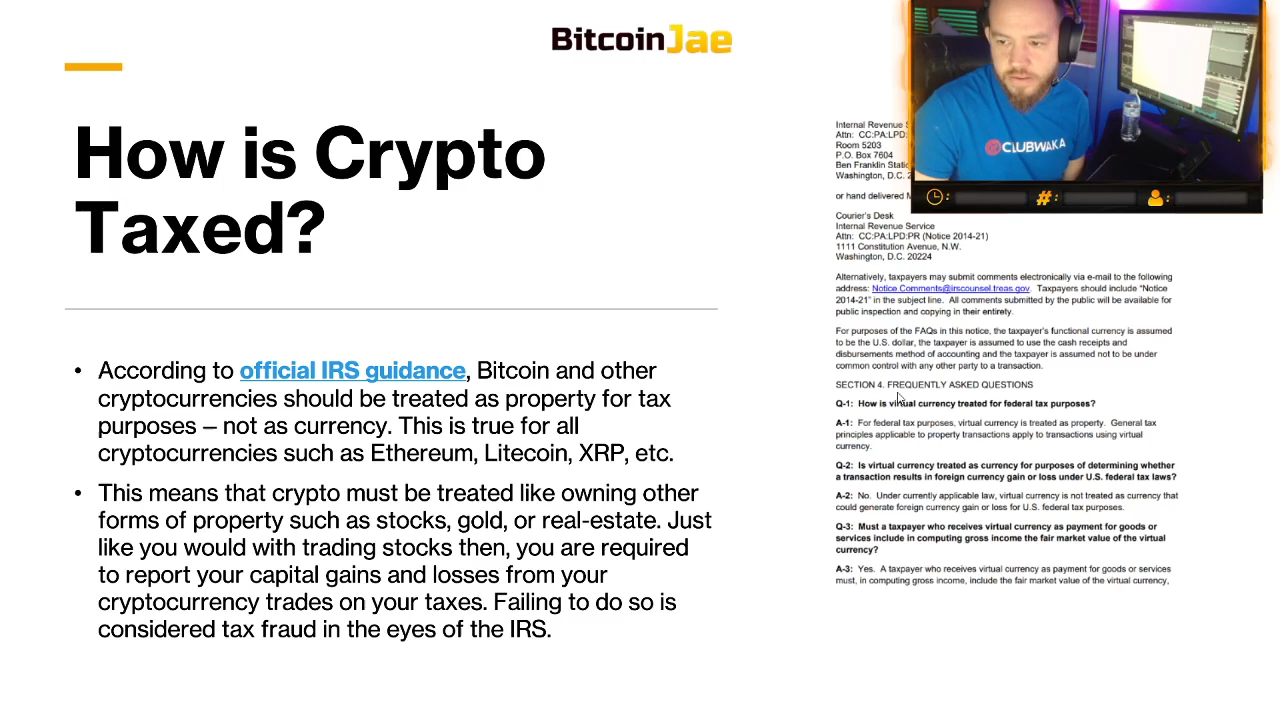 BitcoinJae
How is Crypto
Taxed?
• According to official IRS guidance, Bitcoin and other
cryptocurrencies should be treated as property for tax
purposes – not as currency. This is true for all
cryptocurrencies such as Ethereum, Litecoin, XRP, etc.
• This means that crypto must be treated like owning other
forms of property such as stocks, gold, or real-estate. Just
like you would with trading stocks then, you are required
to report your capital gains and losses from your
cryptocurrency trades on your taxes. Failing to do so is
considered tax fraud in the eyes of the IRS.
CLUBWAKA
:
#:
:
Internal Revenue
Attn: CC:PA:LPD:
Room 5203
P.O. Box 7604
Ben Franklin
Washington, D.C. 2
or hand delivered
Courier's Desk
Internal Revenue Service
Attn: CC:PA:LPD:PR (Notice 2014-21)
1111 Constitution Avenue, N.W.
Washington, D.C. 20224
Alternatively, taxpayers may submit comments electronically via e-mail to the following
address: Notice.Comments@irscounsel.treas.gov. Taxpayers should include "Notice
2014-21" in the subject line. All comments submitted by the public will be available for
public inspection and copying in their entirety.
For purposes of the FAQs in this notice, the taxpayer's functional currency is assumed
to be the U.S. dollar, the taxpayer is assumed to use the cash receipts and
disbursements method of accounting and the taxpayer is assumed not to be under
common control with any other party to a transaction.
SECTION 4. FREQUENTLY ASKED QUESTIONS
Q-1: How is virtual currency treated for federal tax purposes?
A-1: For federal tax purposes, virtual currency is treated as property. General tax
principles applicable to property transactions apply to transactions using virtual
currency.
Q-2: Is virtual currency treated as currency for purposes of determining whether
a transaction results in foreign currency gain or loss under U.S. federal tax laws?
A-2: No. Under currently applicable law, virtual currency is not treated as currency that
could generate foreign currency gain or loss for U.S. federal tax purposes.
Q-3: Must a taxpayer who receives virtual currency as payment for goods or
services include in computing gross income the fair market value of the virtual
currency?
A-3: Yes. A taxpayer who receives virtual currency as payment for goods or services
must, in computing gross income, include the fair market value of the virtual currency,